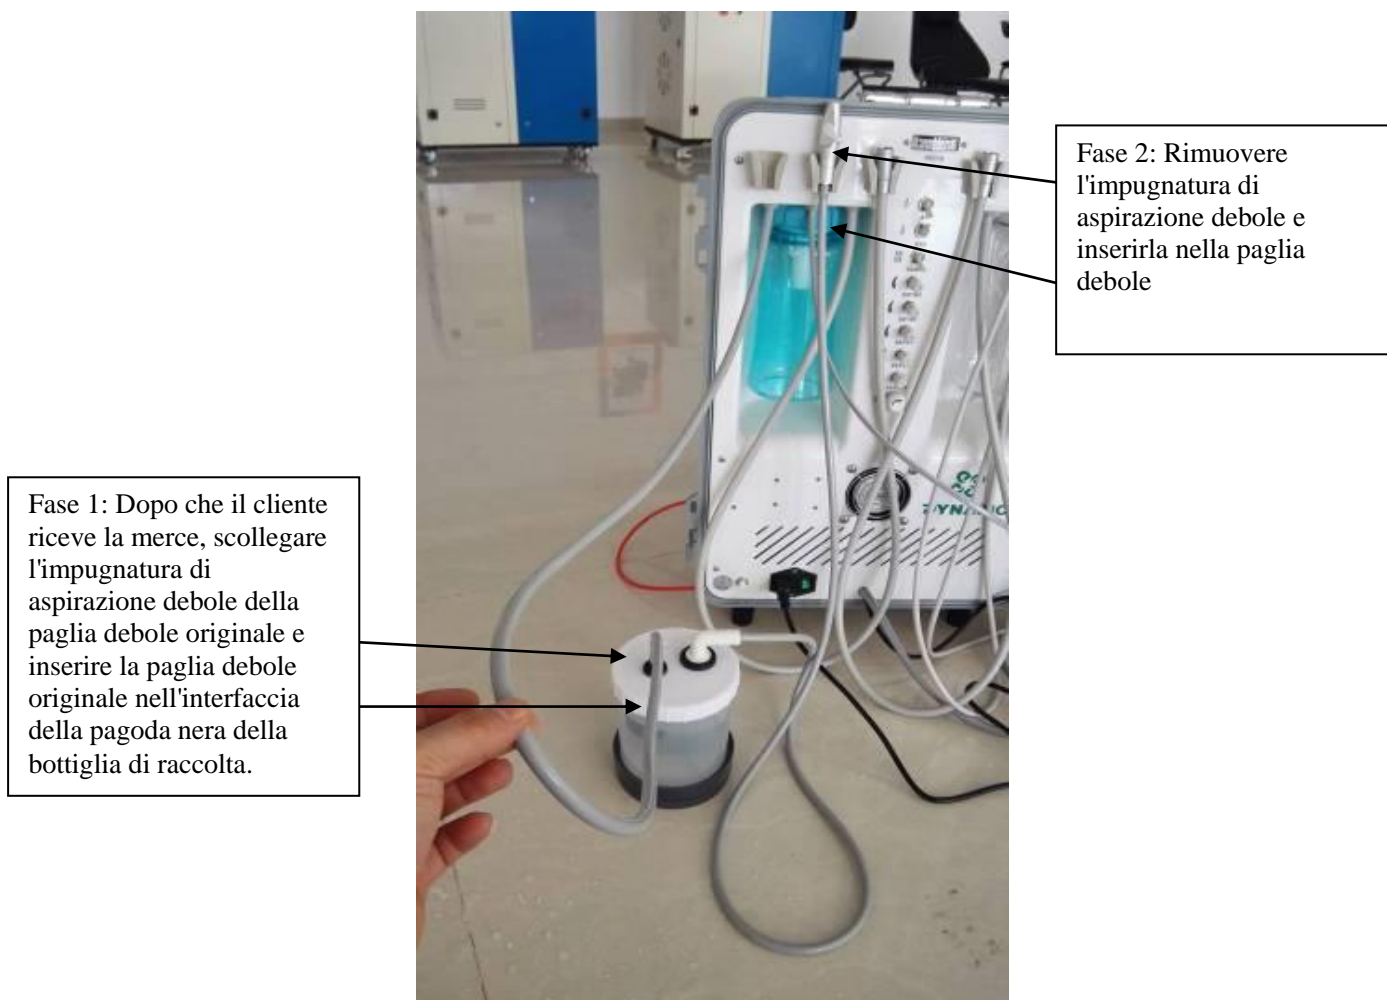 Fase 2: Rimuovere
l'impugnatura di
aspirazione debole e
inserirla nella paglia
debole
Fase 1: Dopo che il cliente
riceve la merce, scollegare
l'impugnatura di
aspirazione debole della
paglia debole originale e
inserire la paglia debole
originale nell'interfaccia
della pagoda nera della
bottiglia di raccolta.